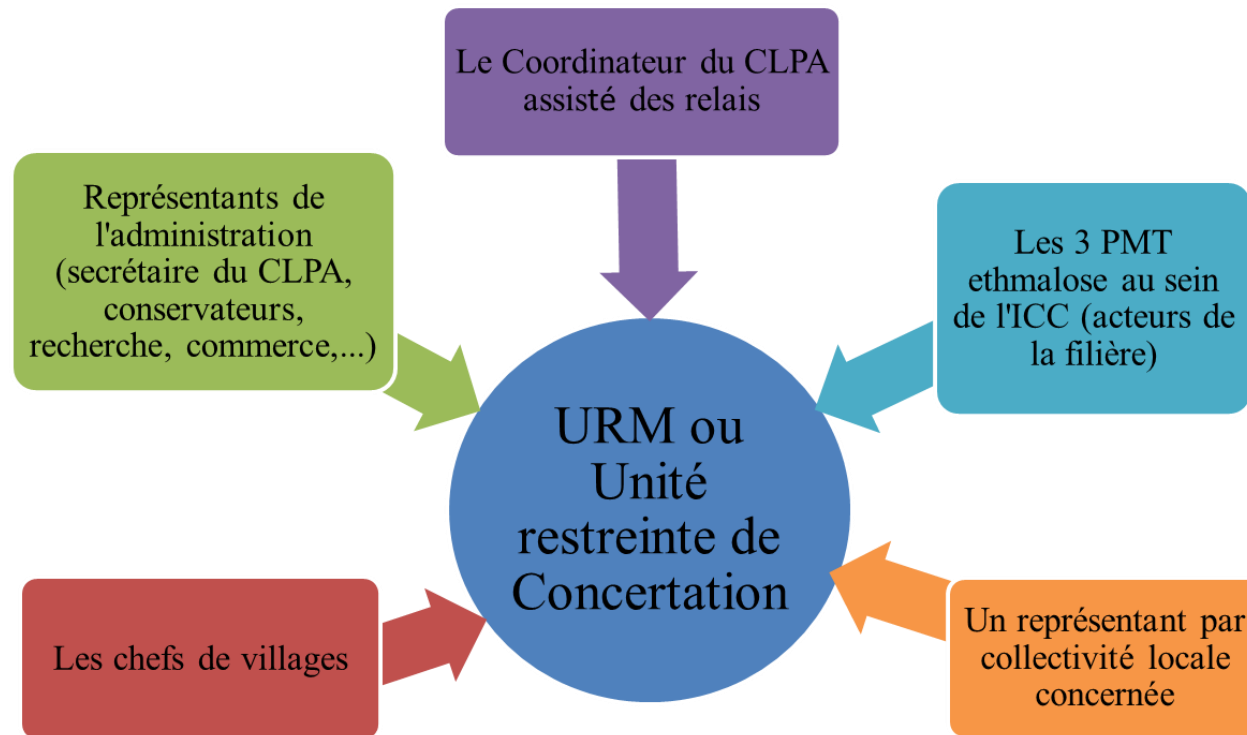 Le Coordinateur du CLPA
assisté des relais
Représentants de
l'administration
(secrétaire du CLPA,
conservateurs,
recherche, commerce,...)
Les 3 PMT
ethmalose au sein
de l'ICC (acteurs de
la filière)
URM ou
Unité
restreinte de
Concertation
Les chefs de villages
Un représentant par
collectivité locale
concernée